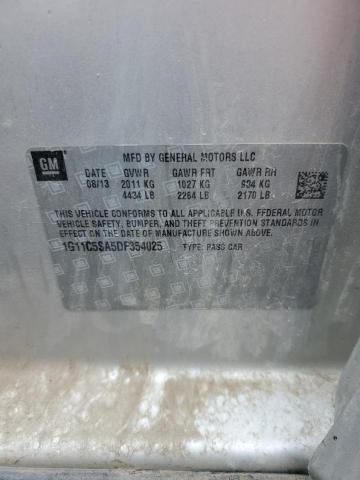 GM
MFD BY GENERAL MOTORS LLC
DATE GVWR GAWR FRT GAWR RR
08/13 2011 KG 1027 KG 984 KG
4434 LB 2264 LB 2170 LB
THIS VEHICLE CONFORMS TO ALL APPLICABLE U.S. FEDERAL MOTOR
VEHICLE SAFETY, BUMPER, AND THEFT PREVENTION STANDARDS
IN EFFECT ON THE DATE OF MANUFACTURE SHOWN ABOVE.
1G11C5SA5DF354025 TYPE: PASS CAR